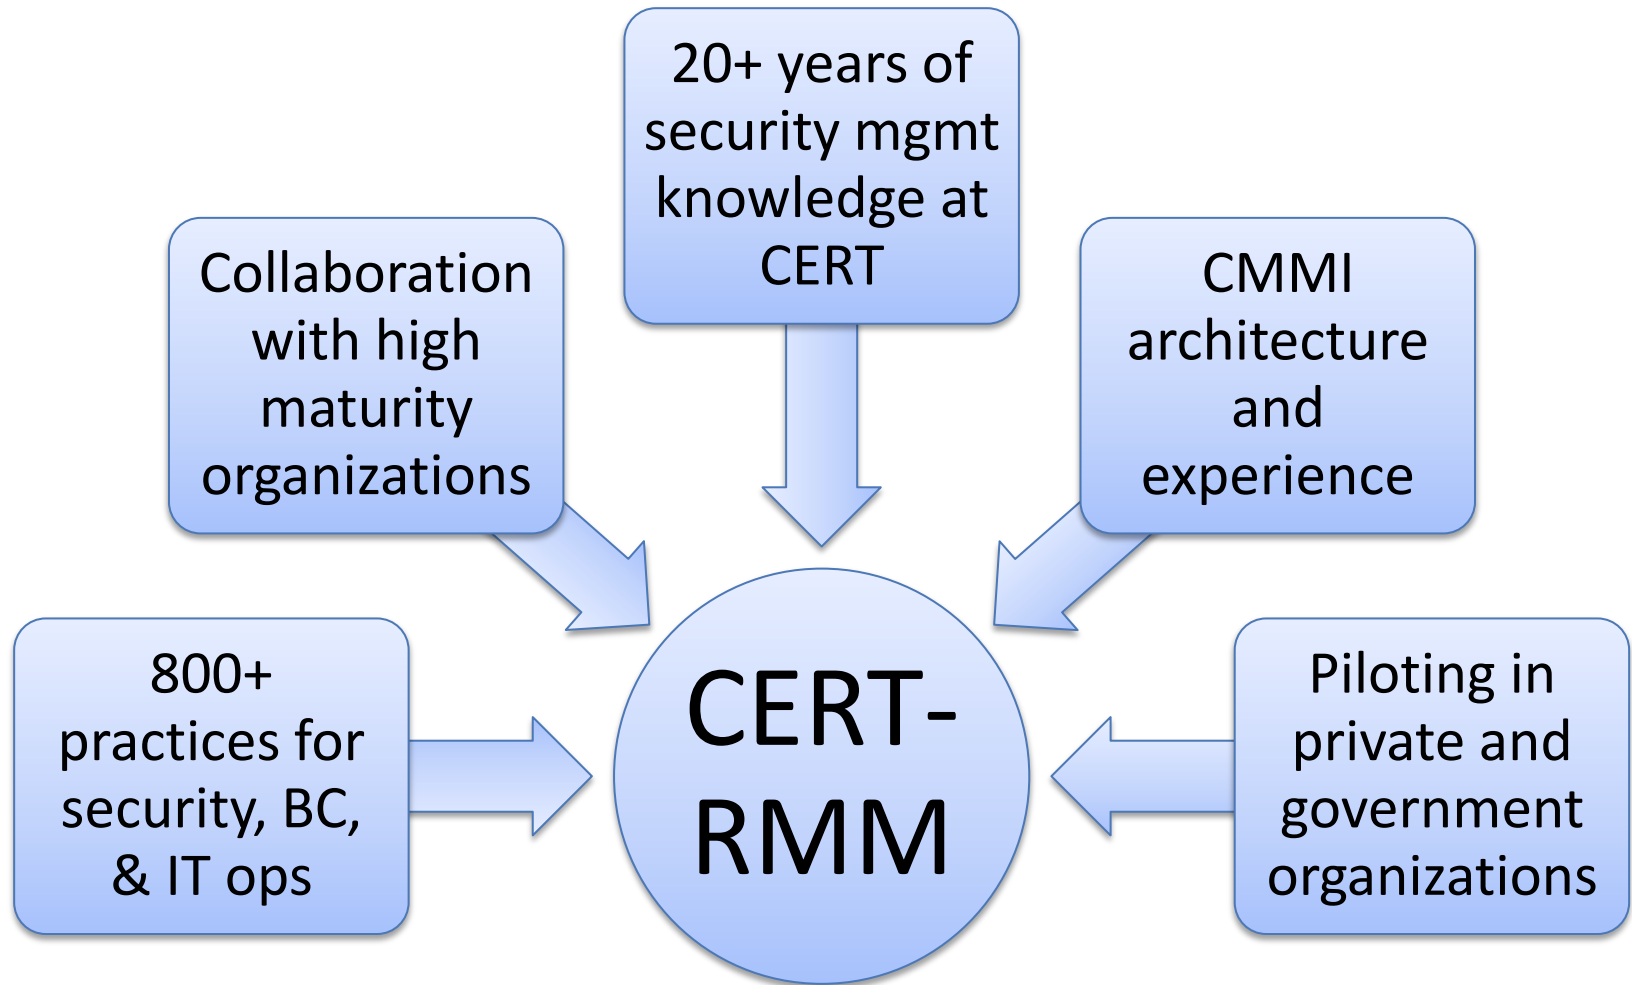 20+ years of
security mgmt
knowledge at
CERT
Collaboration
with high
maturity
organizations
CMMI
architecture
and
experience
800+
practices for
security, BC,
& IT ops
CERT-
RMM
Piloting in
private and
government
organizations